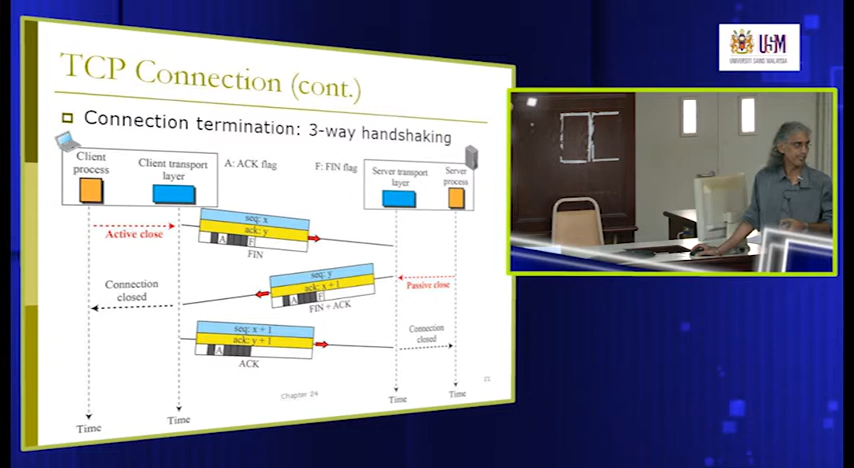 USM
UNIVERSITI SAINS MALAYSIA
TCP Connection (cont.)
Connection termination: 3-way handshaking
Client process
Client transport layer
A: ACK flag
F: FIN flag
Server transport layer
Server process
Active close
seq: x
ack: y
A
F
FIN
Connection closed
seq: y
ack: x + 1
A
F
FIN + ACK
Passive close
seq: x + 1
ack: y + 1
A
ACK
Connection closed
Chapter 24
21
Time
Time
Time
Time